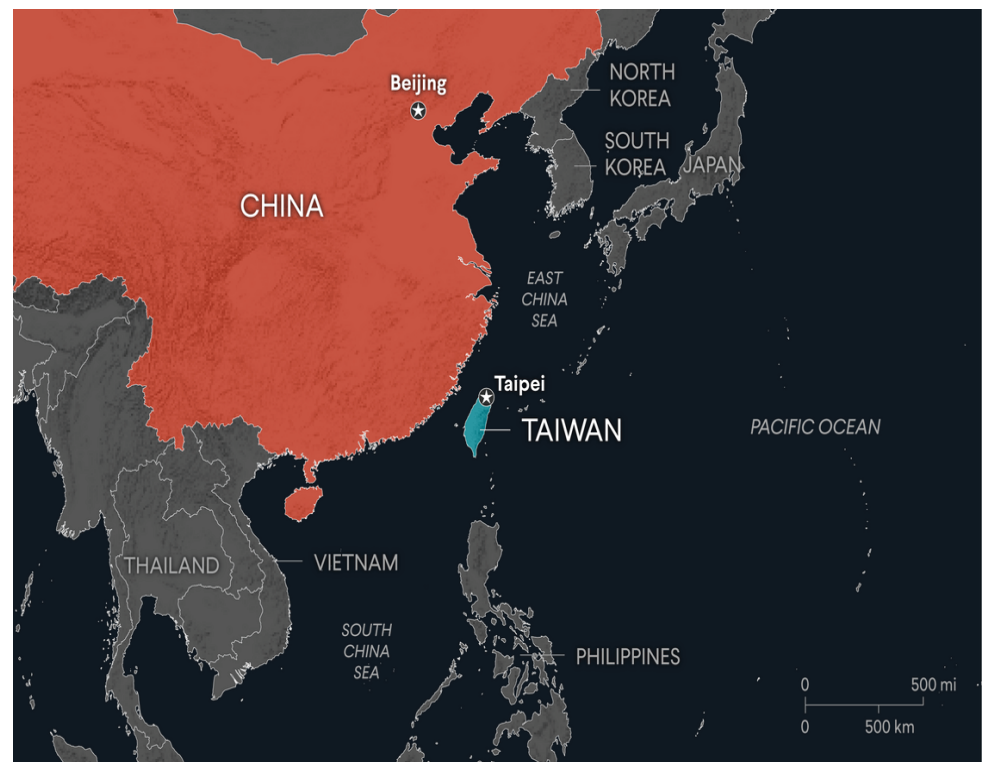 Beijing
NORTH
KOREA
SOUTH
KOREA
JAPAN
CHINA
EAST
CHINA
SEA
Taipei
TAIWAN
PACIFIC OCEAN
THAILAND
VIETNAM
SOUTH
CHINA
SEA
PHILIPPINES
0 500 mi
0 500 km